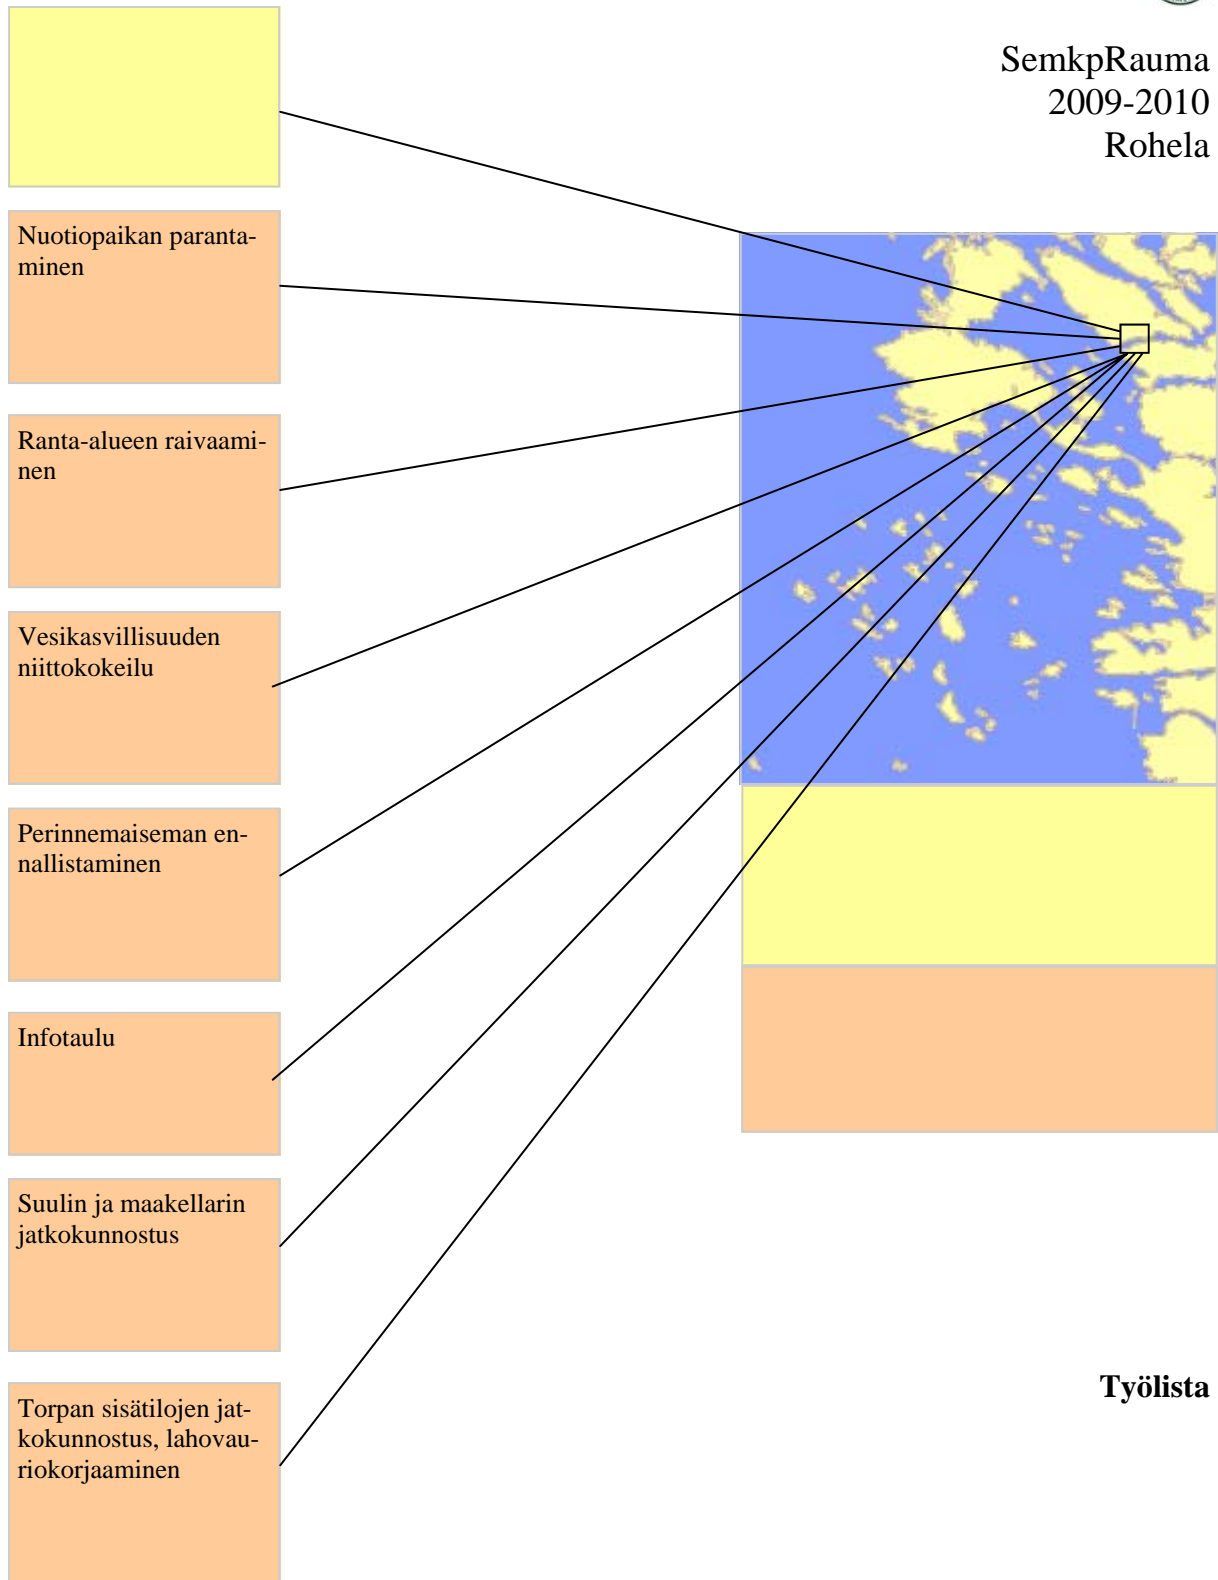 SemkpRauma
2009-2010
Rohela
Nuotiopaikan paranta-
minen
Ranta-alueen raivaami-
nen
Vesikasvillisuuden
niittokokeilu
Perinnemaiseman en-
nallistaminen
Infotaulu
Suulin ja maakellarin
jatkokunnostus
Torpan sisätilojen jat-
kokunnostus, lahovau-
riokorjaaminen
Työlista